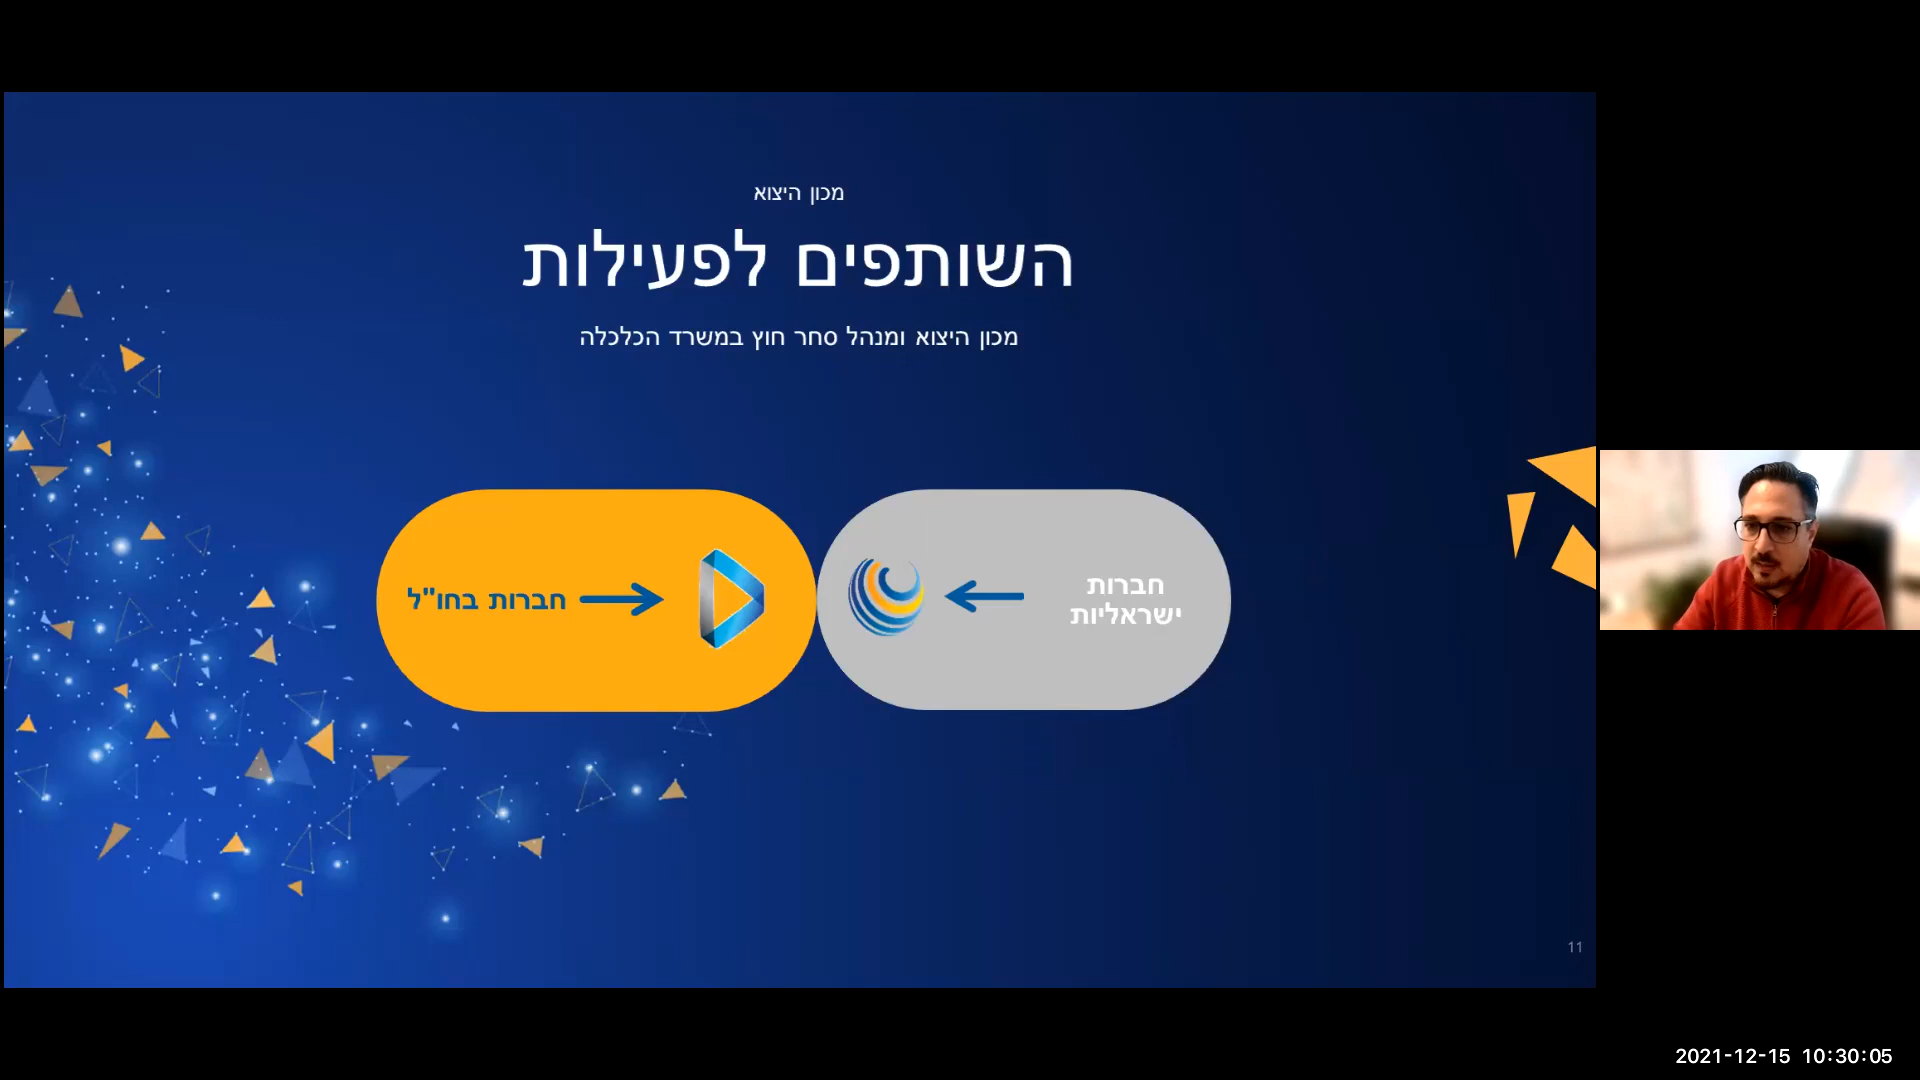 מכון היצוא
השותפים לפעילות
מכון היצוא ומנהל סחר חוץ במשרד הכלכלה
חברות
ישראליות
חברות בחו"ל
11
2021-12-15 10:30:05